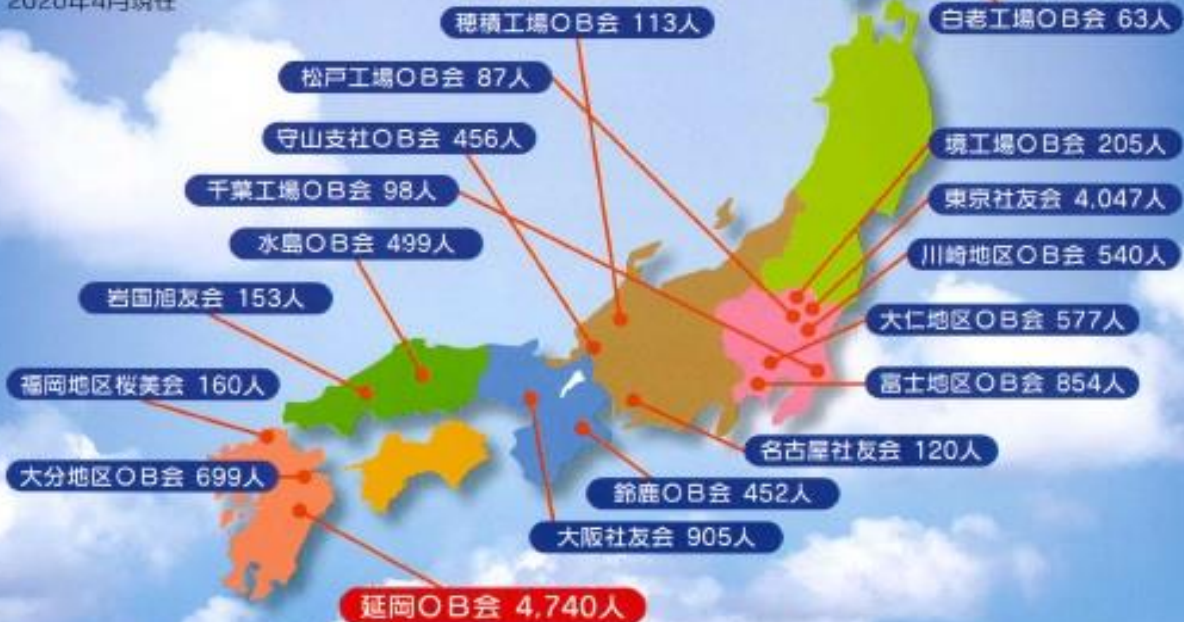 2020年4月現在
穂積工場OB会 113人
白老工場OB会 63人
松戸工場OB会 87人
守山支社OB会 456人
境工場OB会 205人
千葉工場OB会 98人
東京社友会 4,047人
水島OB会 499人
川崎地区OB会 540人
岩国旭友会 153人
大仁地区OB会 577人
福岡地区桜美会 160人
富士地区OB会 854人
名古屋社友会 120人
大分地区OB会 699人
鈴鹿OB会 452人
大阪社友会 905人
延岡OB会 4,740人